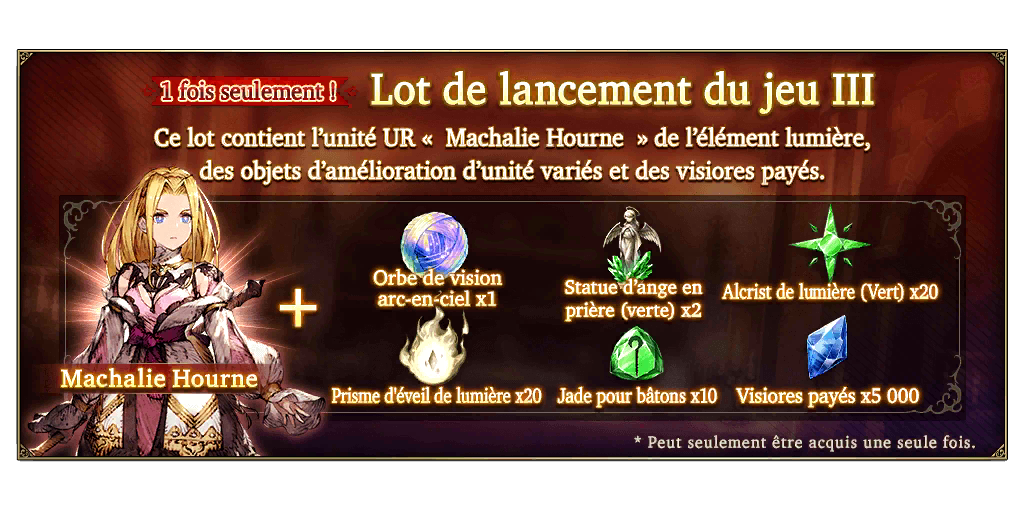 1 fois seulement !
Lot de lancement du jeu III
Ce lot contient l'unité UR « Machalie Hourne » de l'élément lumière,
des objets d'amélioration d'unité variés et des visiores payés.
Machalie Hourne
+
Orbe de vision
arc-en-ciel x1
Statue d'ange en
prière (verte) x2
Alcrist de lumière (Vert) x20
Prisme d'éveil de lumière x20
Jade pour bâtons x10
Visiores payés x5 000
* Peut seulement être acquis une seule fois.